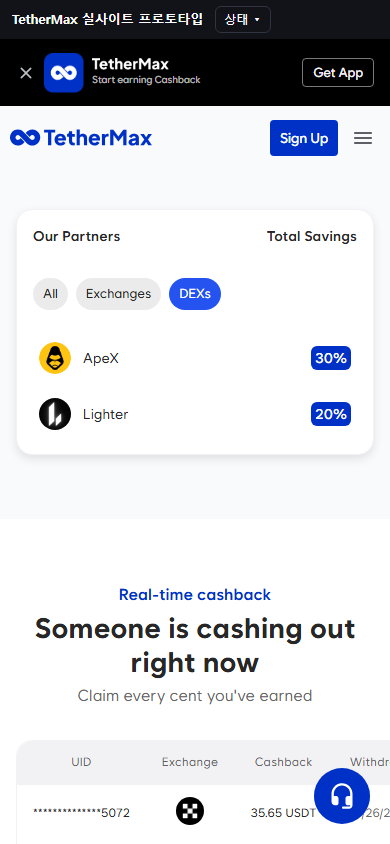 TetherMax 실사이트 프로토타입 상태
TetherMax
Start earning Cashback
Get App
TetherMax
Sign Up
Our Partners Total Savings
All Exchanges DEXs
ApeX 30%
Lighter 20%
Real-time cashback
Someone is cashing out
right now
Claim every cent you've earned
UID Exchange Cashback
**************5072 35.65 USDT